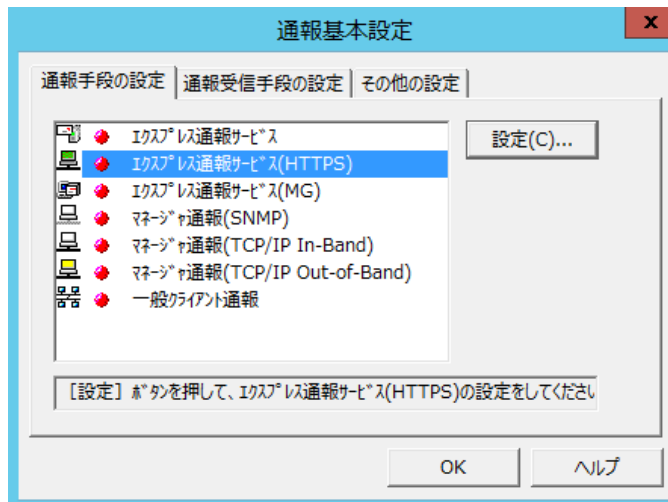 通報基本設定
x
通報手段の設定 通報受信手段の設定 その他の設定
ｴｸｽﾌﾟﾚｽ通報ｻｰﾋﾞｽ
設定(C)...
ｴｸｽﾌﾟﾚｽ通報ｻｰﾋﾞｽ(HTTPS)
ｴｸｽﾌﾟﾚｽ通報ｻｰﾋﾞｽ(MG)
ﾏﾈｰｼﾞｬ通報(SNMP)
ﾏﾈｰｼﾞｬ通報(TCP/IP In-Band)
ﾏﾈｰｼﾞｬ通報(TCP/IP Out-of-Band)
一般ｸﾗｲｱﾝﾄ通報
［設定］ﾎﾞﾀﾝを押して、ｴｸｽﾌﾟﾚｽ通報ｻｰﾋﾞｽ(HTTPS)の設定をしてくださ
OK ヘルプ